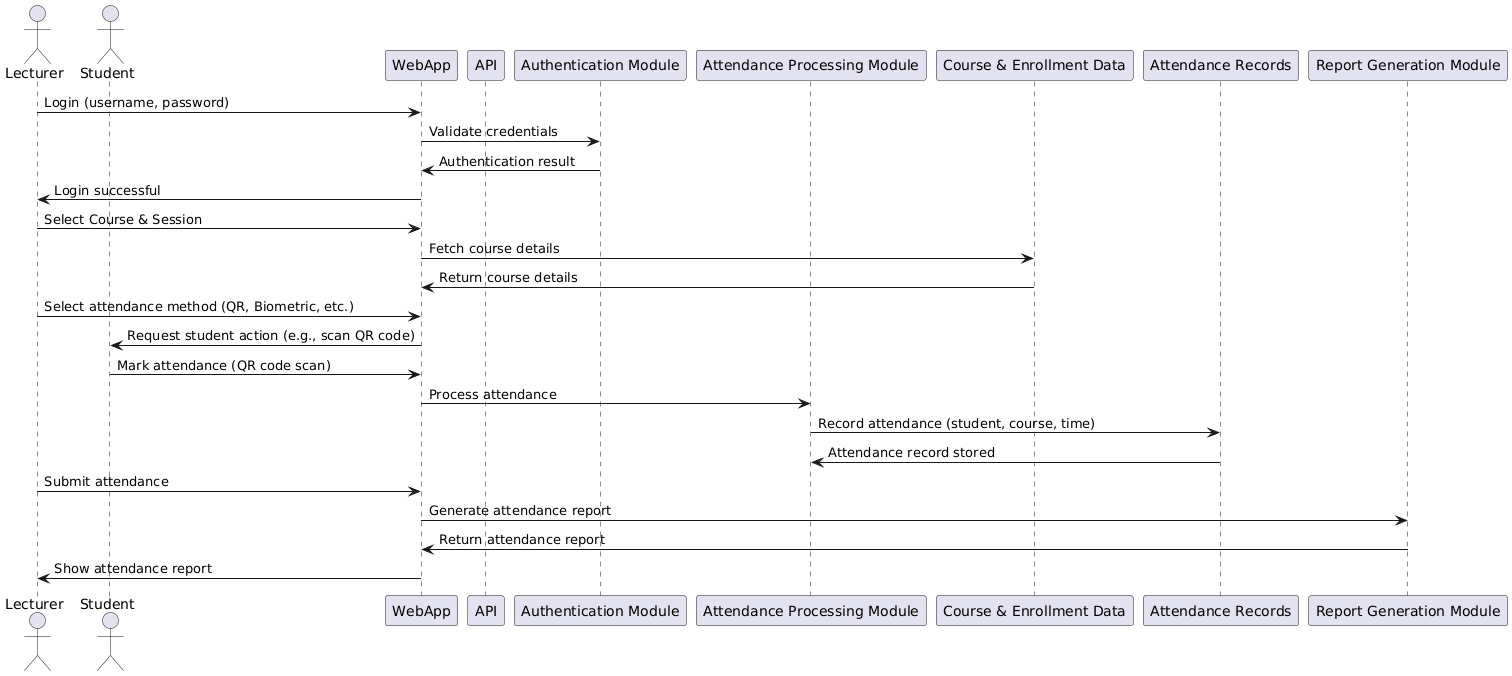 Lecturer
Student
WebApp
API
Authentication Module
Attendance Processing Module
Course & Enrollment Data
Attendance Records
Report Generation Module
Login (username, password)
Validate credentials
Authentication result
Login successful
Select Course & Session
Fetch course details
Return course details
Select attendance method (QR, Biometric, etc.)
Request student action (e.g., scan QR code)
Mark attendance (QR code scan)
Process attendance
Record attendance (student, course, time)
Attendance record stored
Submit attendance
Generate attendance report
Return attendance report
Show attendance report
Lecturer
Student
WebApp
API
Authentication Module
Attendance Processing Module
Course & Enrollment Data
Attendance Records
Report Generation Module